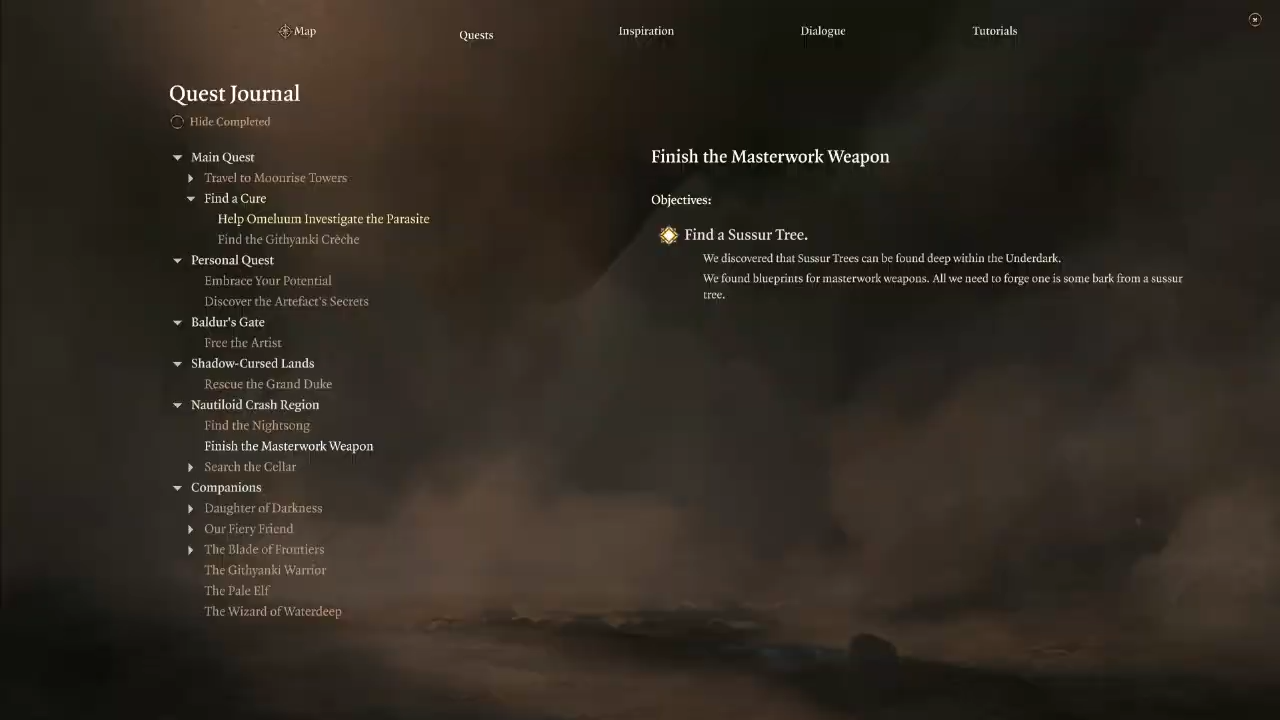 Map
Quests
Inspiration
Dialogue
Tutorials
Quest Journal
Hide Completed
Main Quest
Travel to Moonrise Towers
Find a Cure
Help Omeluum Investigate the Parasite
Find the Githyanki Crèche
Personal Quest
Embrace Your Potential
Discover the Artefact's Secrets
Baldur's Gate
Free the Artist
Shadow-Cursed Lands
Rescue the Grand Duke
Nautiloid Crash Region
Find the Nightsong
Finish the Masterwork Weapon
Search the Cellar
Companions
Daughter of Darkness
Our Fiery Friend
The Blade of Frontiers
The Githyanki Warrior
The Pale Elf
The Wizard of Waterdeep
Finish the Masterwork Weapon
Objectives:
Find a Sussur Tree.
We discovered that Sussur Trees can be found deep within the Underdark.
We found blueprints for masterwork weapons. All we need to forge one is some bark from a sussur
tree.